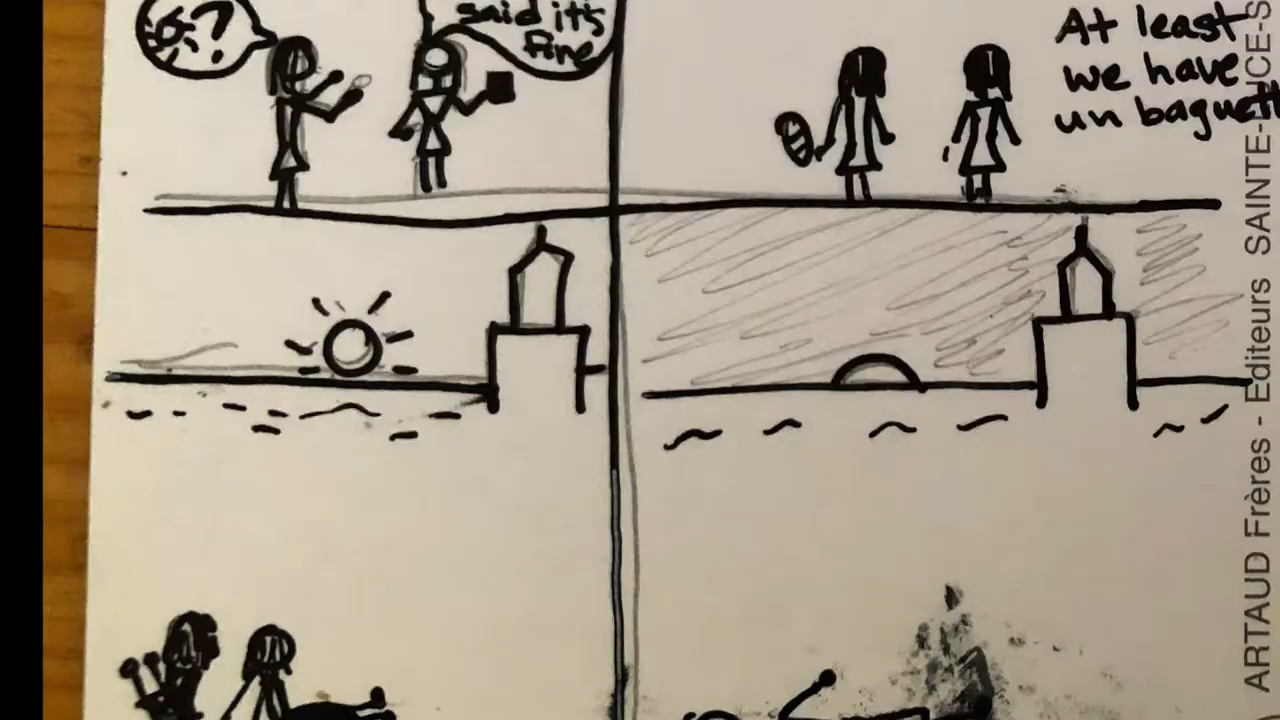 ?
said it's
fine
At least
we have
un baguett
ARTAUD Frères - Editeurs SAINTE-